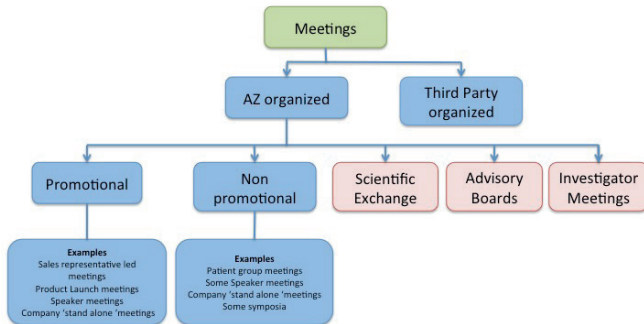 Meetings
AZ organized
Third Party
organized
Promotional
Non
promotional
Scientific
Exchange
Advisory
Boards
Investigator
Meetings
Examples
Sales representative led
meetings
Product Launch meetings
Speaker meetings
Company 'stand alone 'meetings
Examples
Patient group meetings
Some Speaker meetings
Company 'stand alone 'meetings
Some symposia